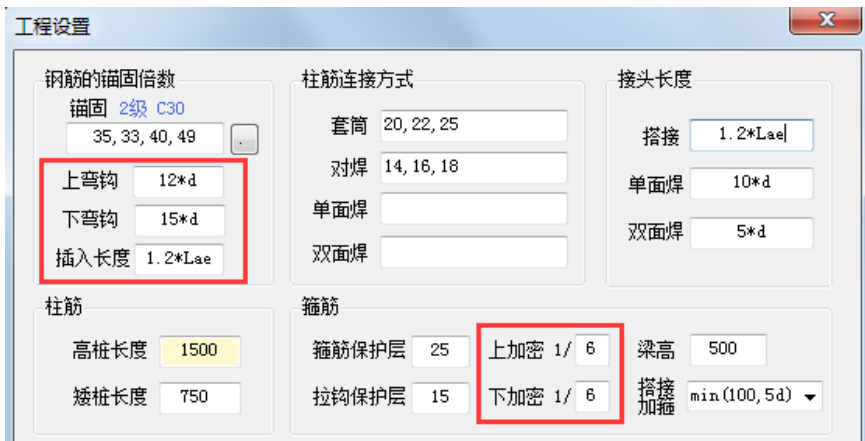 工程设置
钢筋的锚固倍数
锚固 2级 C30
35, 33, 40, 49 .
上弯钩 12*d
下弯钩 15*d
插入长度 1.2*Lae
柱筋连接方式
套筒 20, 22, 25
对焊 14, 16, 18
单面焊
双面焊
接头长度
搭接 1.2*Lae
单面焊 10*d
双面焊 5*d
柱筋
高桩长度 1500
矮桩长度 750
箍筋
箍筋保护层 25 上加密 1/ 6 梁高 500
拉钩保护层 15 下加密 1/ 6 搭接加箍 min(100, 5d)